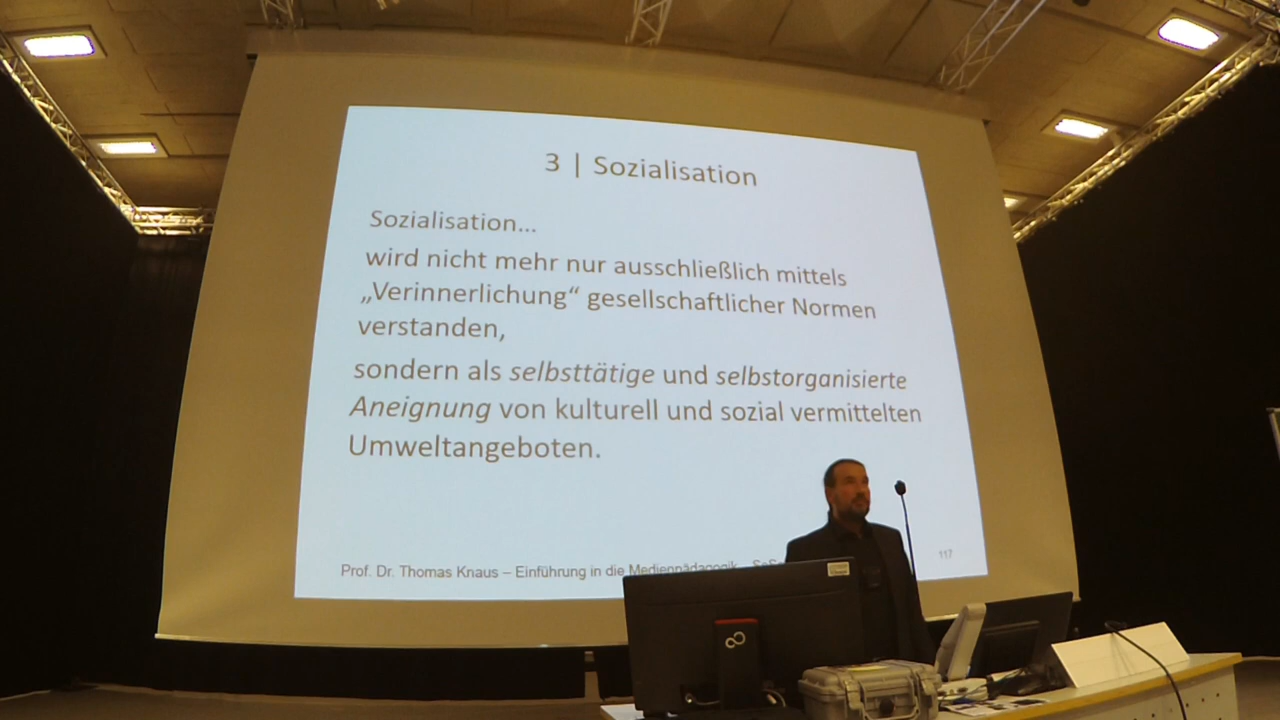 3 | Sozialisation
Sozialisation...
wird nicht mehr nur ausschließlich mittels
„Verinnerlichung“ gesellschaftlicher Normen
verstanden,
sondern als selbsttätige und selbstorganisierte
Aneignung von kulturell und sozial vermittelten
Umweltangeboten.
Prof. Dr. Thomas Knaus – Einführung in die Medienpädagogik
117